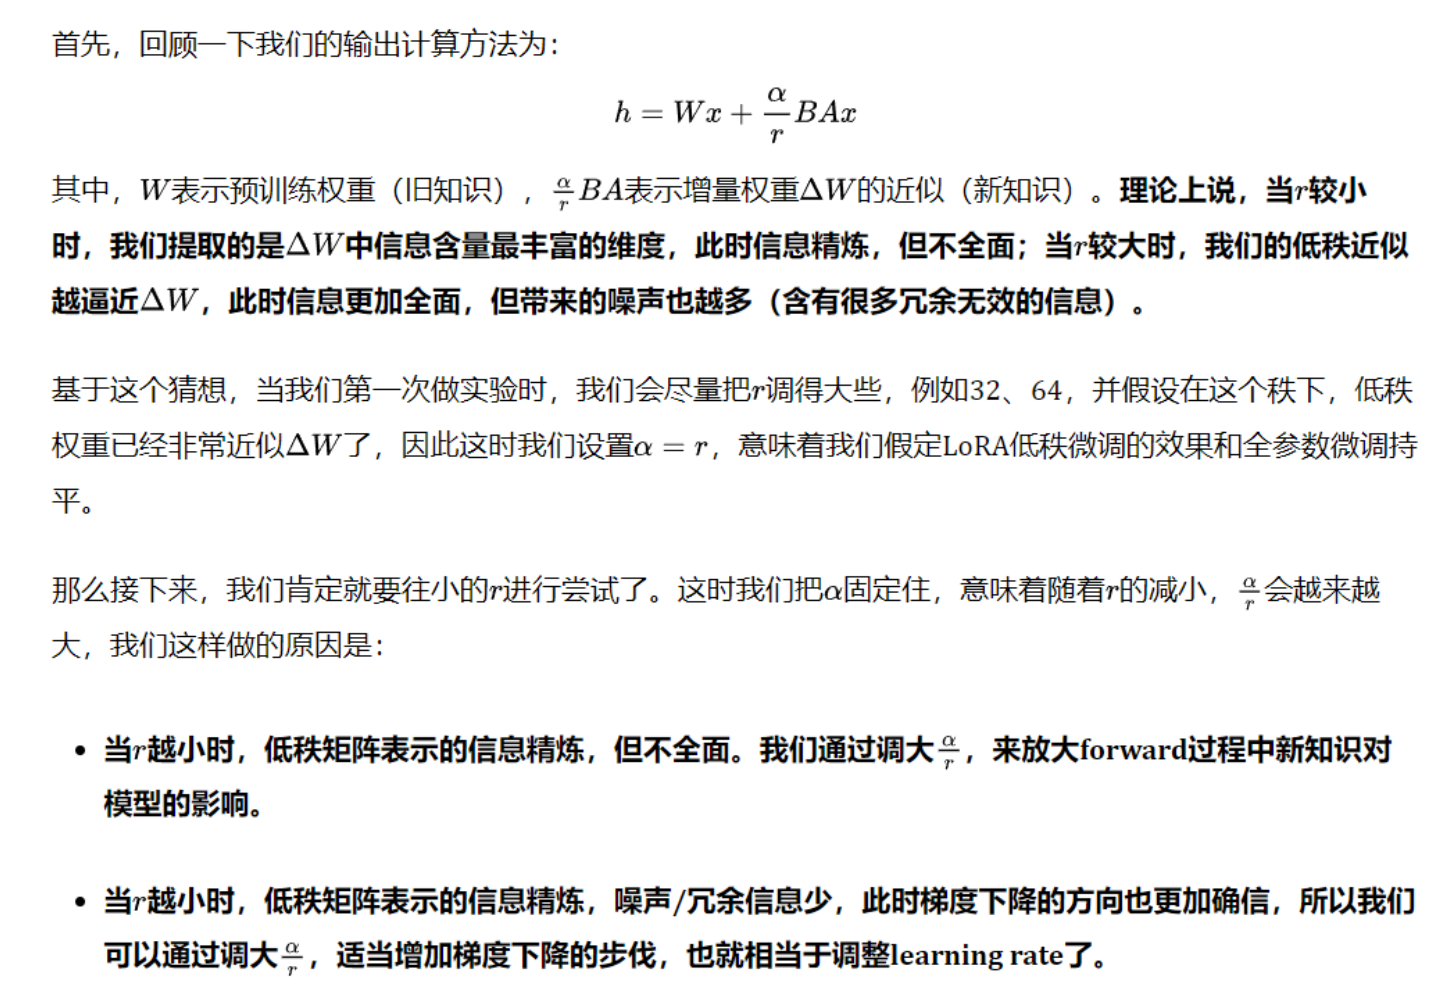 首先，回顾一下我们的输出计算方法为：
h = Wx + \frac{α}{r} BAx
其中，W表示预训练权重（旧知识），\frac{α}{r}BA表示增量权重ΔW的近似（新知识）。理论上说，当r较小
时，我们提取的是ΔW中信息含量最丰富的维度，此时信息精炼，但不全面；当r较大时，我们的低秩近似
越逼近ΔW，此时信息更加全面，但带来的噪声也越多（含有很多冗余无效的信息）。
基于这个猜想，当我们第一次做实验时，我们会尽量把r调得大些，例如32、64，并假设在这个秩下，低秩
权重已经非常近似ΔW了，因此这时我们设置α = r，意味着我们假定LoRA低秩微调的效果和全参数微调持
平。
那么接下来，我们肯定就要往小的r进行尝试了。这时我们把α固定住，意味着随着r的减小，\frac{α}{r}会越来越
大，我们这样做的原因是：
• 当r越小时，低秩矩阵表示的信息精炼，但不全面。我们通过调大\frac{α}{r}，来放大forward过程中新知识对
模型的影响。
• 当r越小时，低秩矩阵表示的信息精炼，噪声/冗余信息少，此时梯度下降的方向也更加确信，所以我们
可以通过调大\frac{α}{r}，适当增加梯度下降的步伐，也就相当于调整learning rate了。